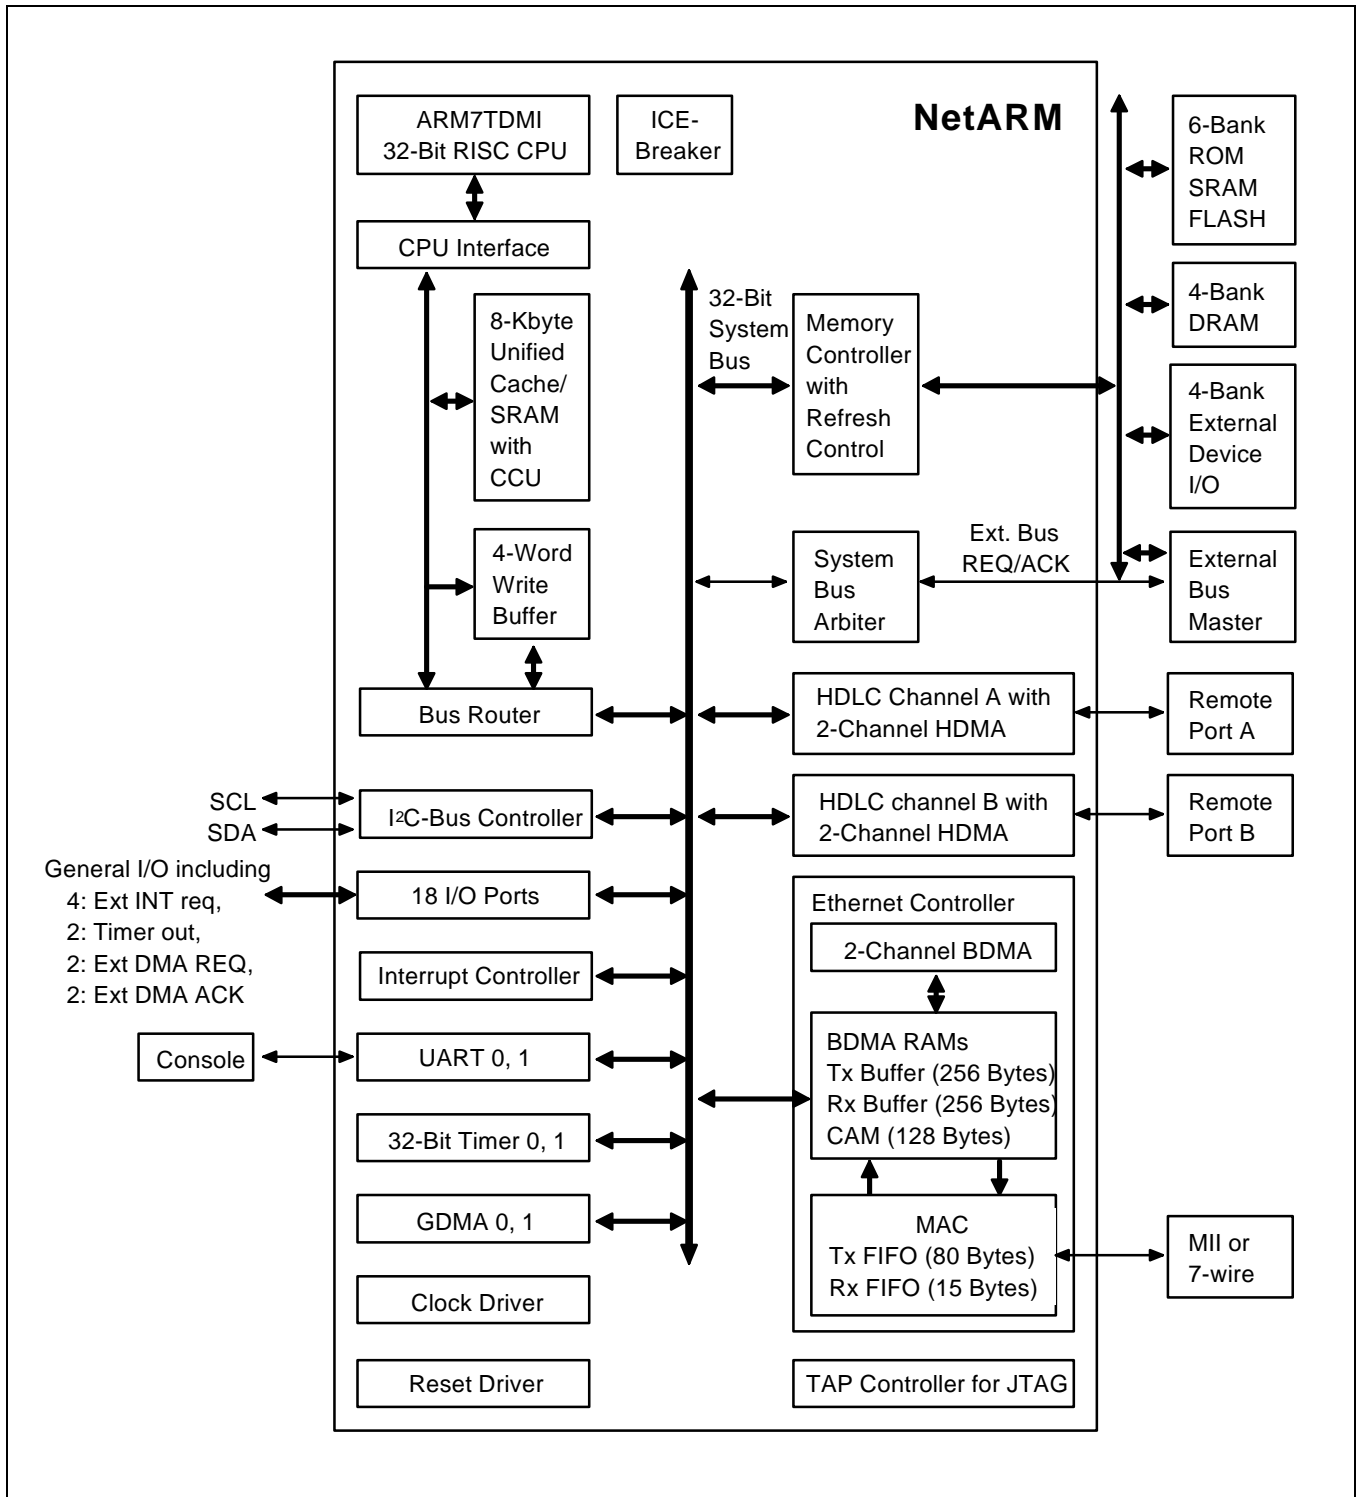 NetARM
ARM7TDMI
32-Bit RISC CPU
ICE-
Breaker
CPU Interface
8-Kbyte
Unified
Cache/
SRAM
with
CCU
4-Word
Write
Buffer
Bus Router
32-Bit
System
Bus
Memory
Controller
with
Refresh
Control
6-Bank
ROM
SRAM
FLASH
4-Bank
DRAM
4-Bank
External
Device
I/O
System
Bus
Arbiter
Ext. Bus
REQ/ACK
External
Bus
Master
HDLC Channel A with
2-Channel HDMA
Remote
Port A
HDLC channel B with
2-Channel HDMA
Remote
Port B
SCL
SDA
I²C-Bus Controller
General I/O including
4: Ext INT req,
2: Timer out,
2: Ext DMA REQ,
2: Ext DMA ACK
18 I/O Ports
Interrupt Controller
Console
UART 0, 1
32-Bit Timer 0, 1
GDMA 0, 1
Clock Driver
Reset Driver
Ethernet Controller
2-Channel BDMA
BDMA RAMs
Tx Buffer (256 Bytes)
Rx Buffer (256 Bytes)
CAM (128 Bytes)
MAC
Tx FIFO (80 Bytes)
Rx FIFO (15 Bytes)
MII or
7-wire
TAP Controller for JTAG